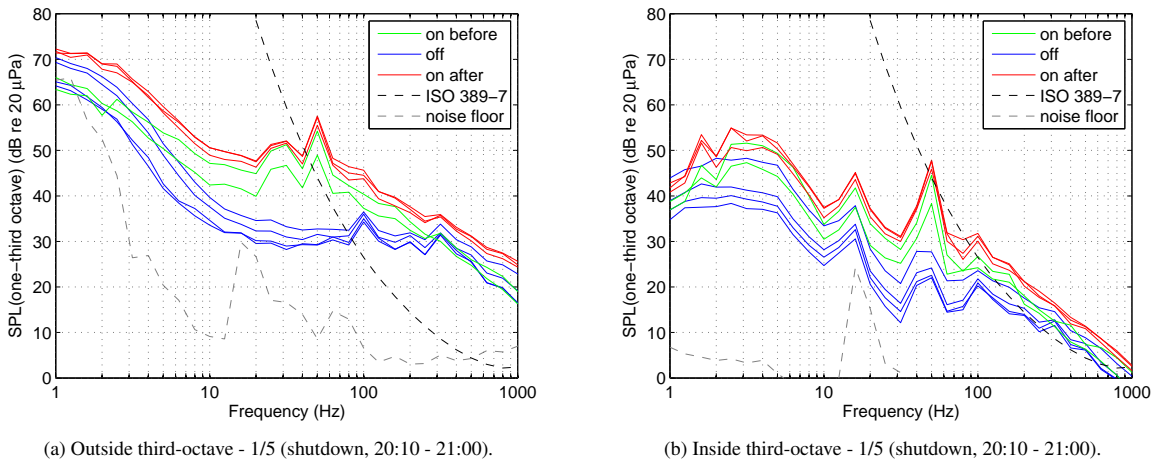 80
70
60
50
40
30
20
10
0
SPL(one−third octave) (dB re 20 µPa)
1
10
100
1000
Frequency (Hz)
on before
off
on after
ISO 389−7
noise floor
(a) Outside third-octave - 1/5 (shutdown, 20:10 - 21:00).
80
70
60
50
40
30
20
10
0
SPL(one−third octave) (dB re 20 µPa)
1
10
100
1000
Frequency (Hz)
on before
off
on after
ISO 389−7
noise floor
(b) Inside third-octave - 1/5 (shutdown, 20:10 - 21:00).